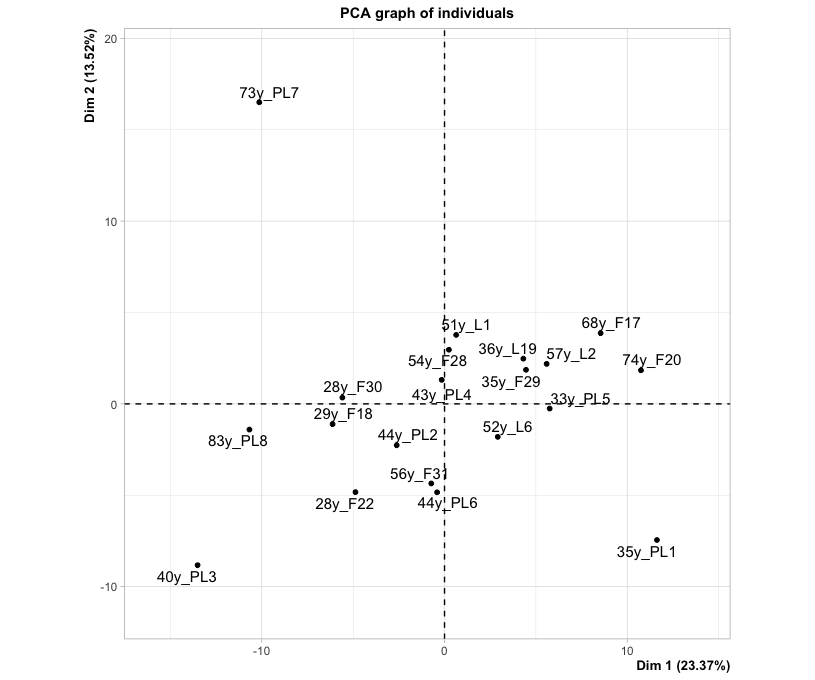 PCA graph of individuals
Dim 2 (13.52%)
20
10
0
-10
73y_PL7
51y_L1
68y_F17
54y_F28
36y_L19
57y_L2
74y_F20
35y_F29
28y_F30
43y_PL4
33y_PL5
29y_F18
83y_PL8
44y_PL2
52y_L6
56y_F31
28y_F22
44y_PL6
35y_PL1
40y_PL3
-10
0
10
Dim 1 (23.37%)